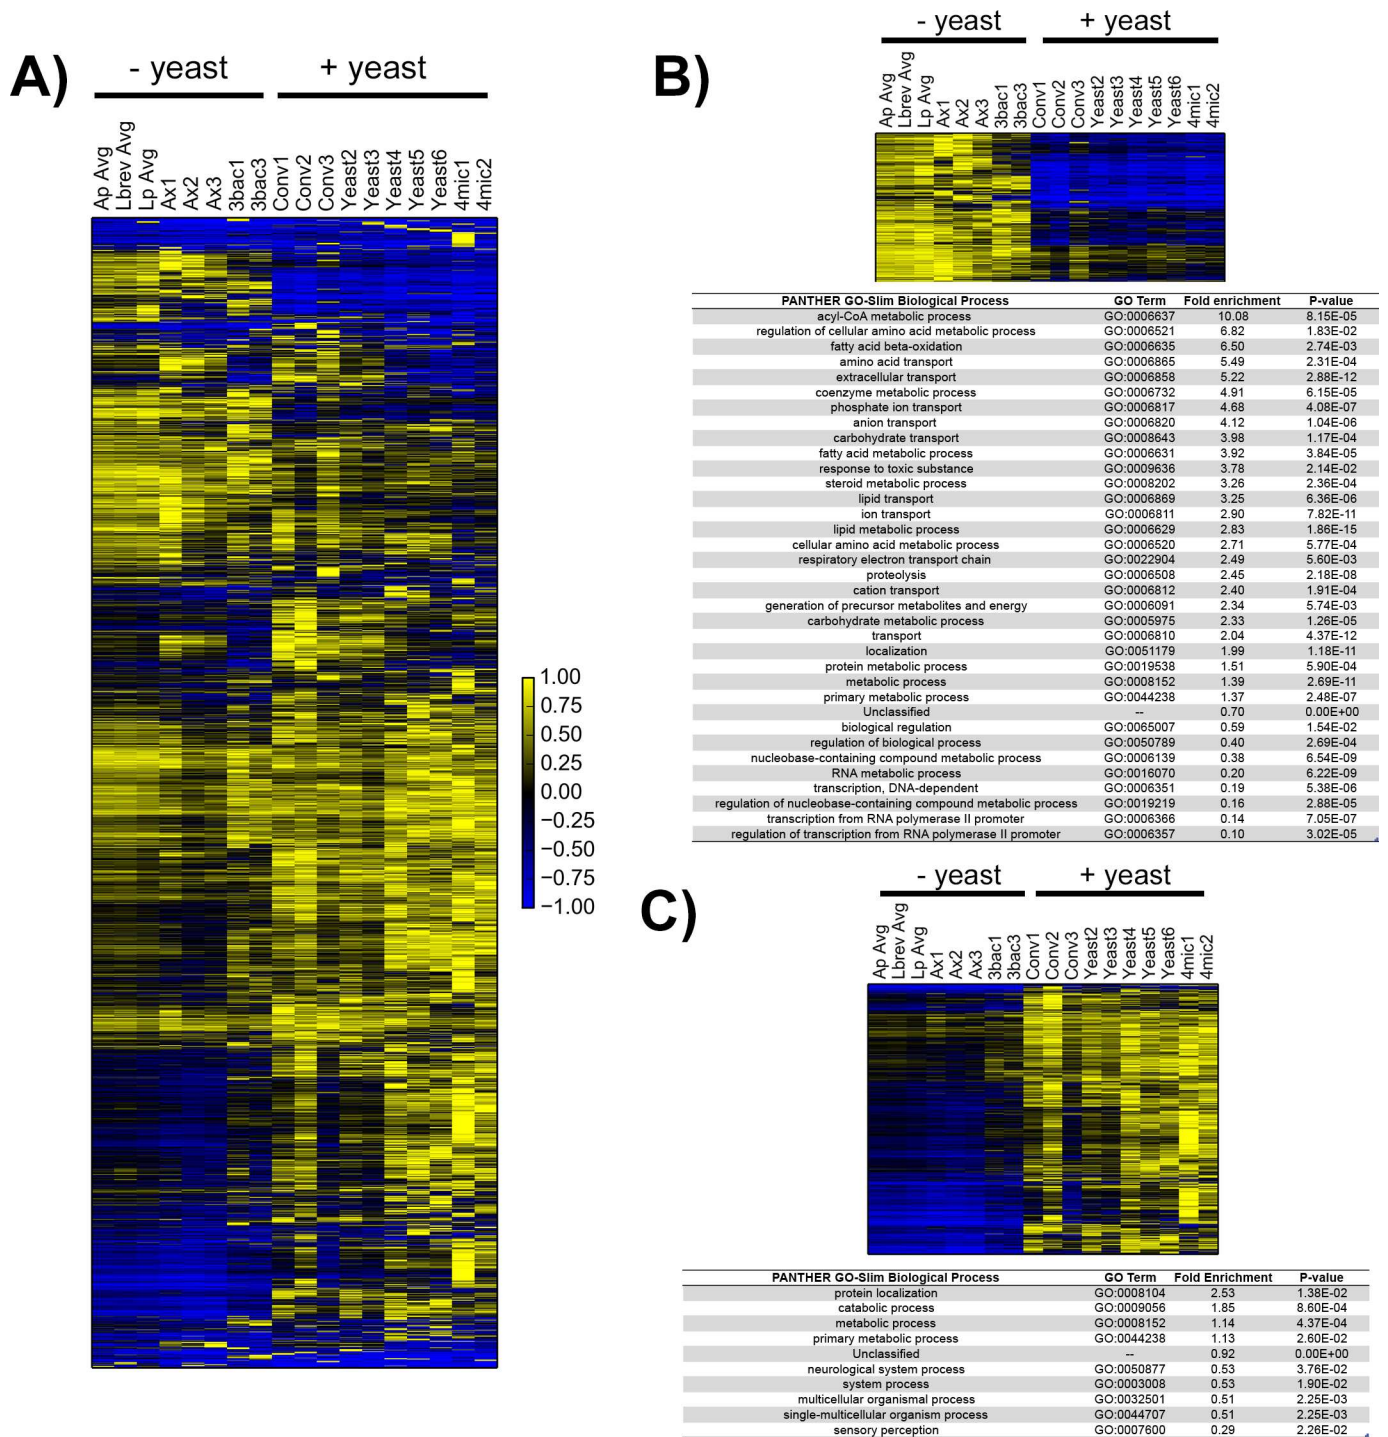 A)
- yeast + yeast
Ap Avg
Lbrev Avg
Lp Avg
Ax1
Ax2
Ax3
3bac1
3bac3
Conv1
Conv2
Conv3
Yeast2
Yeast3
Yeast4
Yeast5
Yeast6
4mic1
4mic2
1.00
0.75
0.50
0.25
0.00
−0.25
−0.50
−0.75
−1.00
B)
- yeast + yeast
Ap Avg
Lbrev Avg
Lp Avg
Ax1
Ax2
Ax3
3bac1
3bac3
Conv1
Conv2
Conv3
Yeast2
Yeast3
Yeast4
Yeast5
Yeast6
4mic1
4mic2
PANTHER GO-Slim Biological Process GO Term Fold enrichment P-value
acyl-CoA metabolic process GO:0006637 10.08 8.15E-05
regulation of cellular amino acid metabolic process GO:0006521 6.82 1.83E-02
fatty acid beta-oxidation GO:0006635 6.50 2.74E-03
amino acid transport GO:0006865 5.49 2.31E-04
extracellular transport GO:0006858 5.22 2.88E-12
coenzyme metabolic process GO:0006732 4.91 6.15E-05
phosphate ion transport GO:0006817 4.68 4.08E-07
anion transport GO:0006820 4.12 1.04E-06
carbohydrate transport GO:0008643 3.98 1.17E-04
fatty acid metabolic process GO:0006631 3.92 3.84E-05
response to toxic substance GO:0009636 3.78 2.14E-02
steroid metabolic process GO:0008202 3.26 2.36E-04
lipid transport GO:0006869 3.25 6.36E-06
ion transport GO:0006811 2.90 7.82E-11
lipid metabolic process GO:0006629 2.83 1.86E-15
cellular amino acid metabolic process GO:0006520 2.71 5.77E-04
respiratory electron transport chain GO:0022904 2.49 5.60E-03
proteolysis GO:0006508 2.45 2.18E-08
cation transport GO:0006812 2.40 1.91E-04
generation of precursor metabolites and energy GO:0006091 2.34 5.74E-03
carbohydrate metabolic process GO:0005975 2.33 1.26E-05
transport GO:0006810 2.04 4.37E-12
localization GO:0051179 1.99 1.18E-11
protein metabolic process GO:0019538 1.51 5.90E-04
metabolic process GO:0008152 1.39 2.69E-11
primary metabolic process GO:0044238 1.37 2.48E-07
Unclassified -- 0.70 0.00E+00
biological regulation GO:0065007 0.59 1.54E-02
regulation of biological process GO:0050789 0.40 2.69E-04
nucleobase-containing compound metabolic process GO:0006139 0.38 6.54E-09
RNA metabolic process GO:0016070 0.20 6.22E-09
transcription, DNA-dependent GO:0006351 0.19 5.38E-06
regulation of nucleobase-containing compound metabolic process GO:0019219 0.16 2.88E-05
transcription from RNA polymerase II promoter GO:0006366 0.14 7.05E-07
regulation of transcription from RNA polymerase II promoter GO:0006357 0.10 3.02E-05
C)
- yeast + yeast
Ap Avg
Lbrev Avg
Lp Avg
Ax1
Ax2
Ax3
3bac1
3bac3
Conv1
Conv2
Conv3
Yeast2
Yeast3
Yeast4
Yeast5
Yeast6
4mic1
4mic2
PANTHER GO-Slim Biological Process GO Term Fold Enrichment P-value
protein localization GO:0008104 2.53 1.38E-02
catabolic process GO:0009056 1.85 8.60E-04
metabolic process GO:0008152 1.14 4.37E-04
primary metabolic process GO:0044238 1.13 2.60E-02
Unclassified -- 0.92 0.00E+00
neurological system process GO:0050877 0.53 3.76E-02
system process GO:0003008 0.53 1.90E-02
multicellular organismal process GO:0032501 0.51 2.25E-03
single-multicellular organism process GO:0044707 0.51 2.25E-03
sensory perception GO:0007600 0.29 2.26E-02